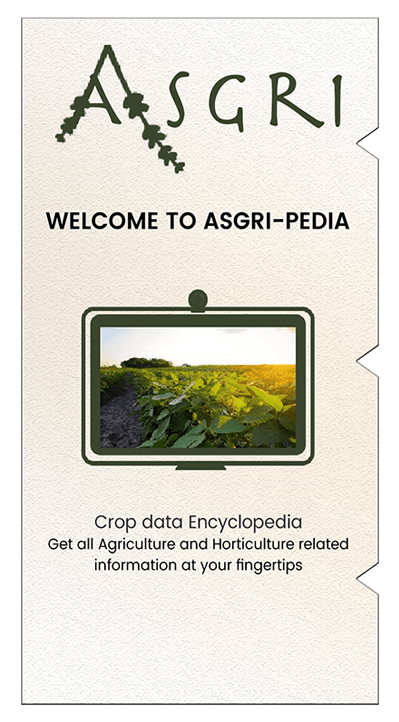 ASGRI
WELCOME TO ASGRI-PEDIA
Crop data Encyclopedia
Get all Agriculture and Horticulture related
information at your fingertips